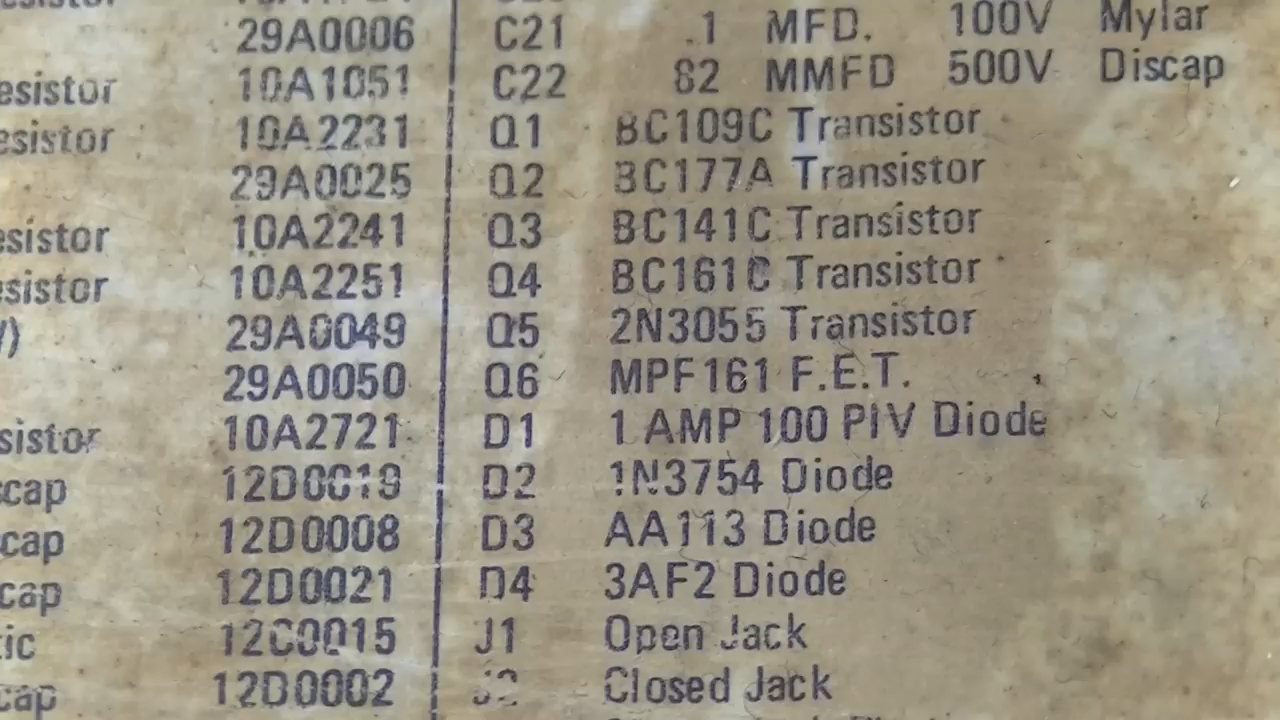 29A0006 C21 .1 MFD. 100V Mylar
esistor 10A1051 C22 82 MMFD 500V Discap
esistor 10A2231 Q1 BC109C Transistor
29A0025 Q2 BC177A Transistor
esistor 10A2241 Q3 BC141C Transistor
esistor 10A2251 Q4 BC161C Transistor
29A0049 Q5 2N3055 Transistor
29A0050 Q6 MPF161 F.E.T.
sistor 10A2721 D1 1 AMP 100 PIV Diode
cap 12D0019 D2 1N3754 Diode
cap 12D0008 D3 AA113 Diode
cap 12D0021 D4 3AF2 Diode
tic 12C0015 J1 Open Jack
cap 12D0002 J2 Closed Jack